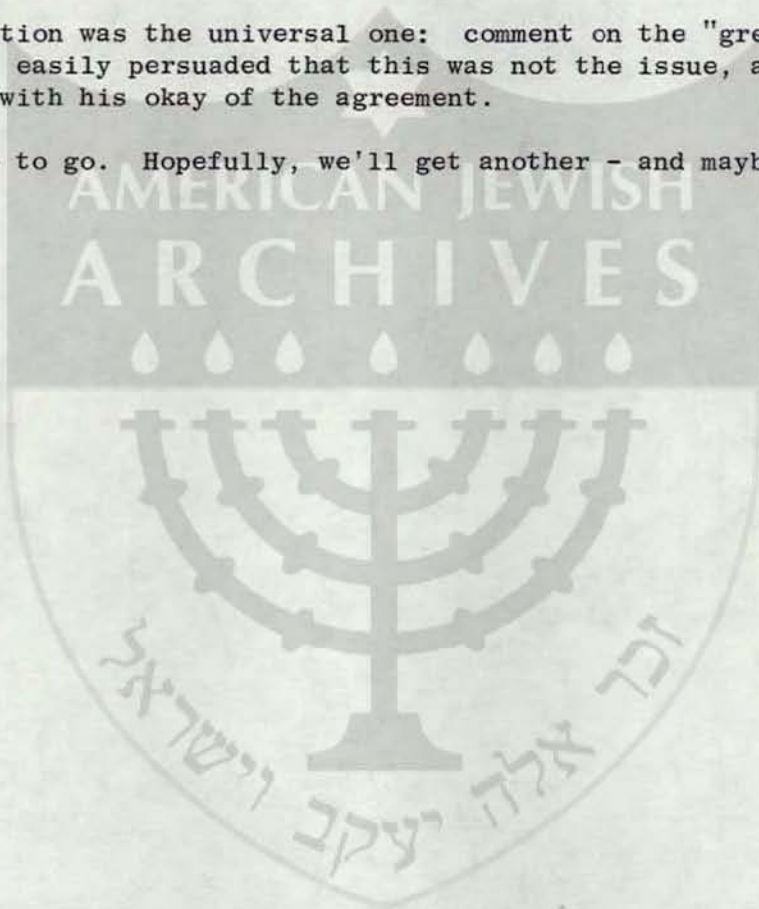 tion was the universal one: comment on the "gre
easily persuaded that this was not the issue, a
with his okay of the agreement.
to go. Hopefully, we'll get another - and mayb
AMERICAN JEWISH
ARCHIVES
זכר אלה יעקב וישראל